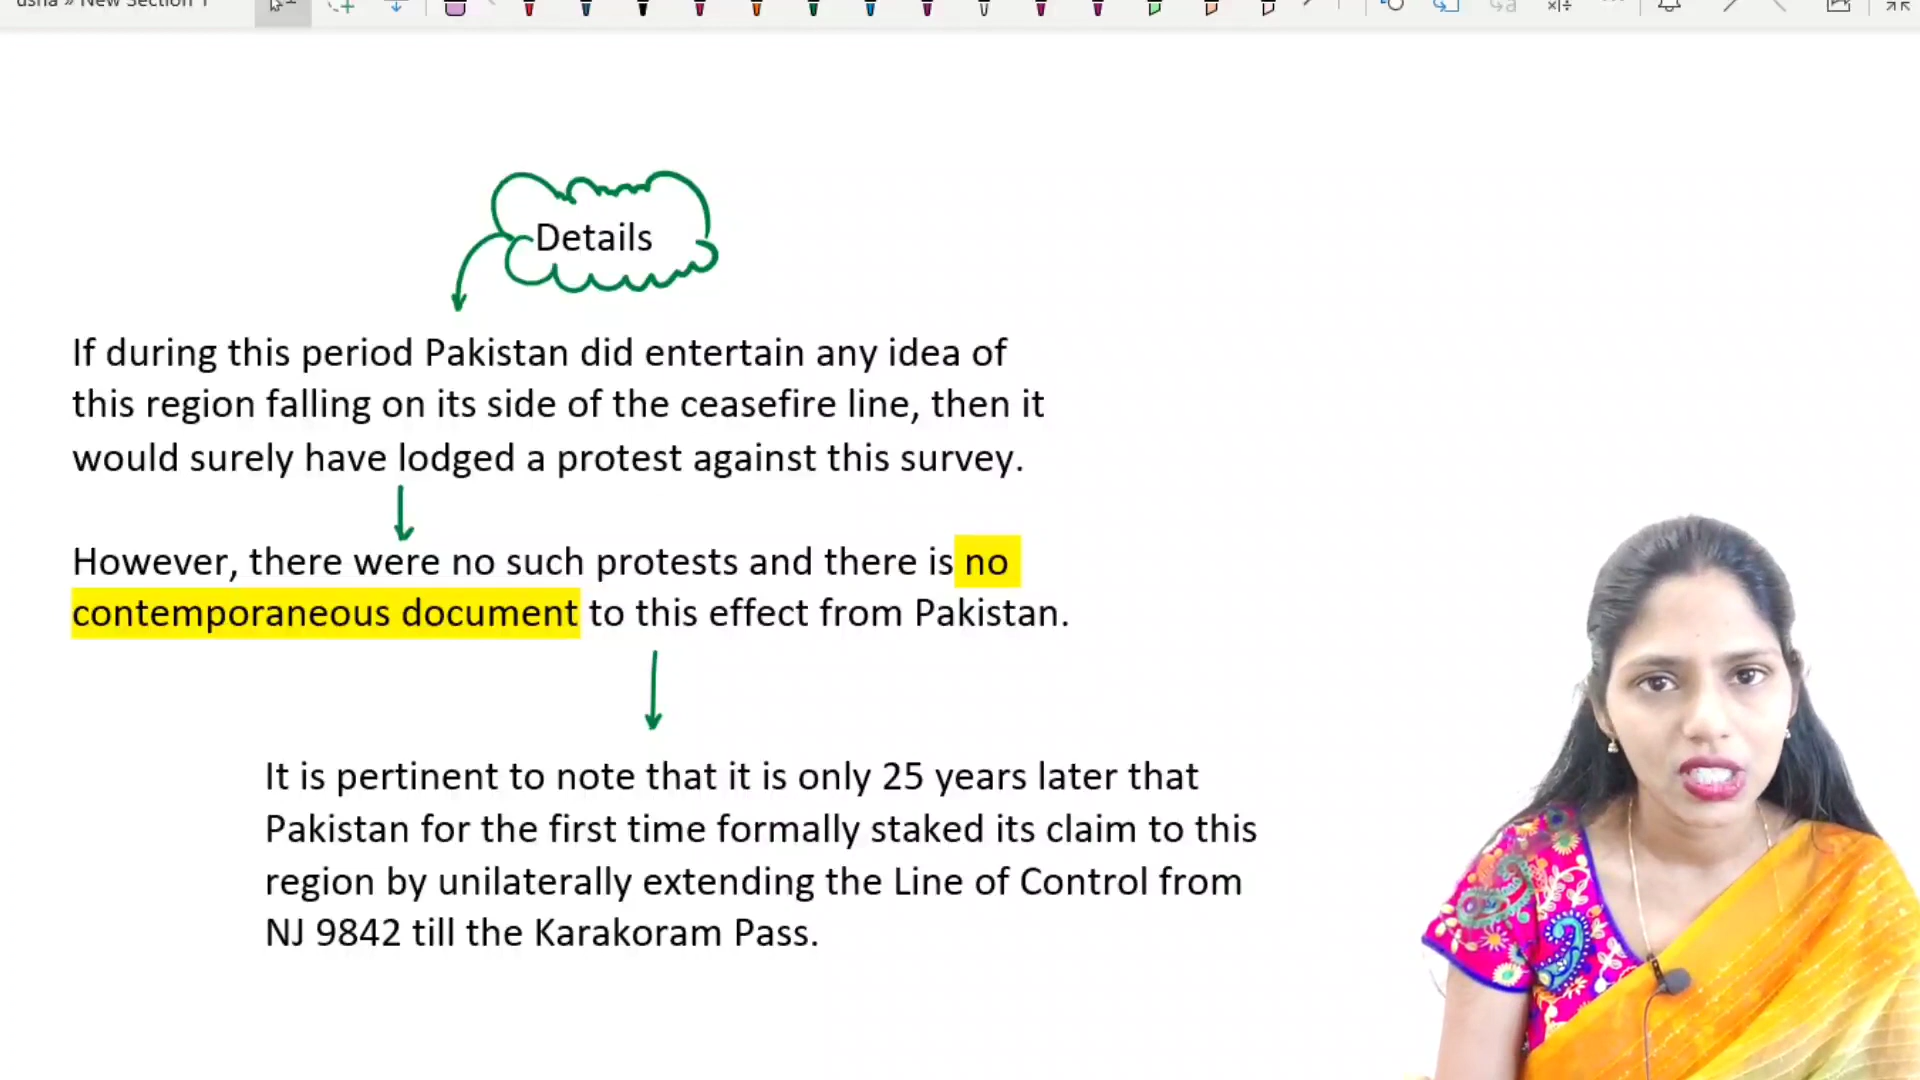 usha » New Section 1
Details
If during this period Pakistan did entertain any idea of
this region falling on its side of the ceasefire line, then it
would surely have lodged a protest against this survey.
However, there were no such protests and there is no
contemporaneous document to this effect from Pakistan.
It is pertinent to note that it is only 25 years later that
Pakistan for the first time formally staked its claim to this
region by unilaterally extending the Line of Control from
NJ 9842 till the Karakoram Pass.